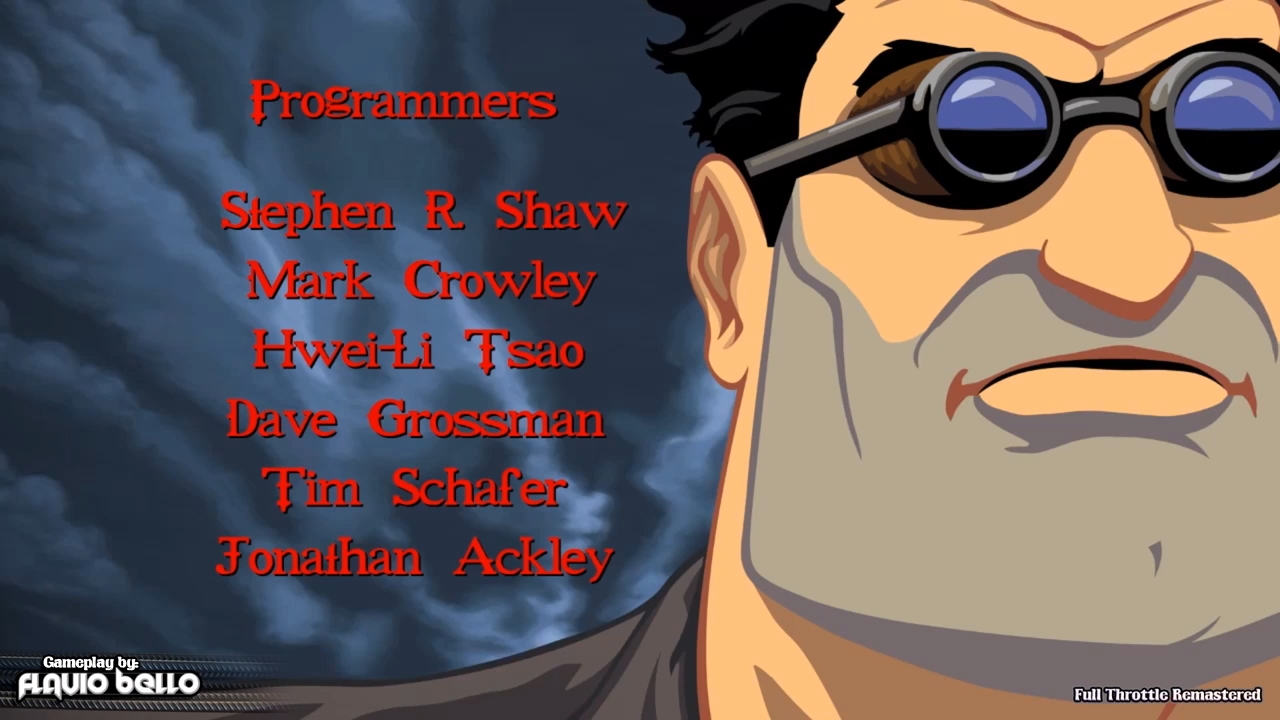 Programmers
Stephen R. Shaw
Mark Crowley
Hwei-Li Tsao
Dave Grossman
Tim Schafer
Jonathan Ackley
Gameplay by:
FLAVIO BELLO
Full Throttle Remastered